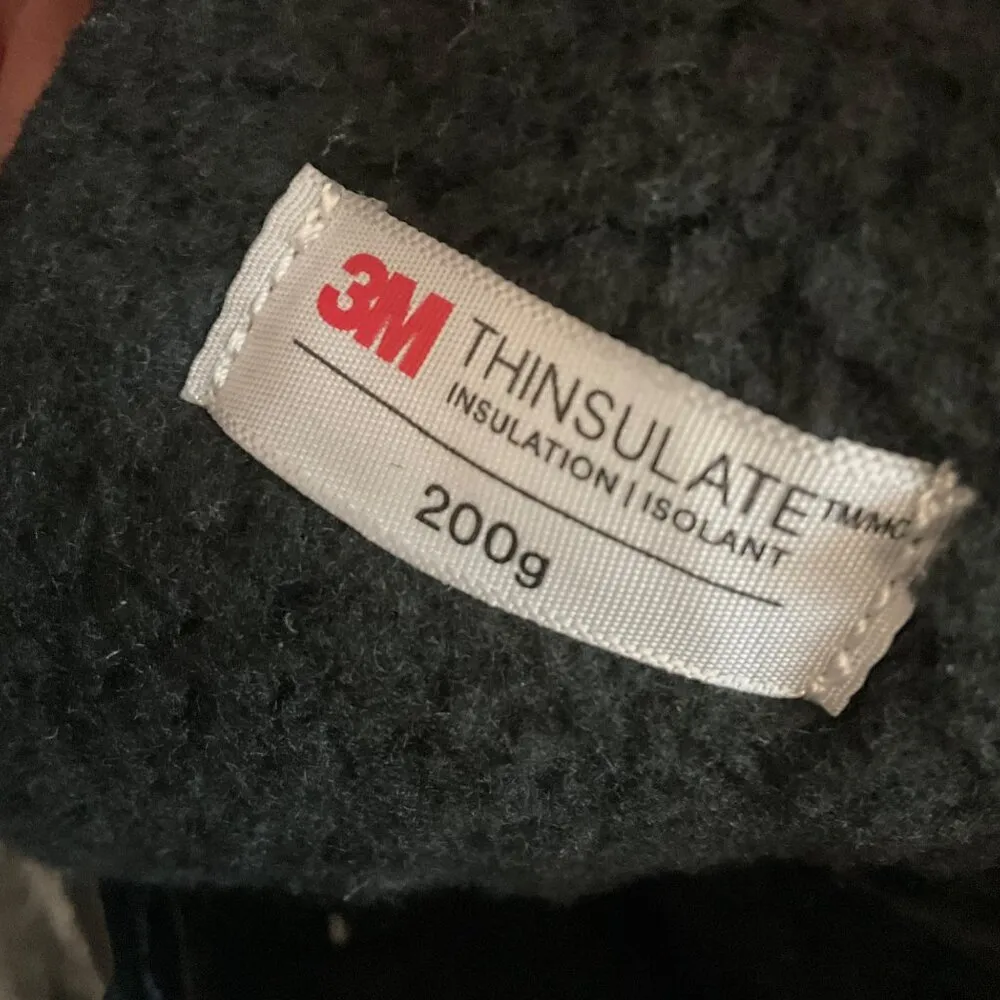 3M THINSULATE™/MC
INSULATION | ISOLANT
200g